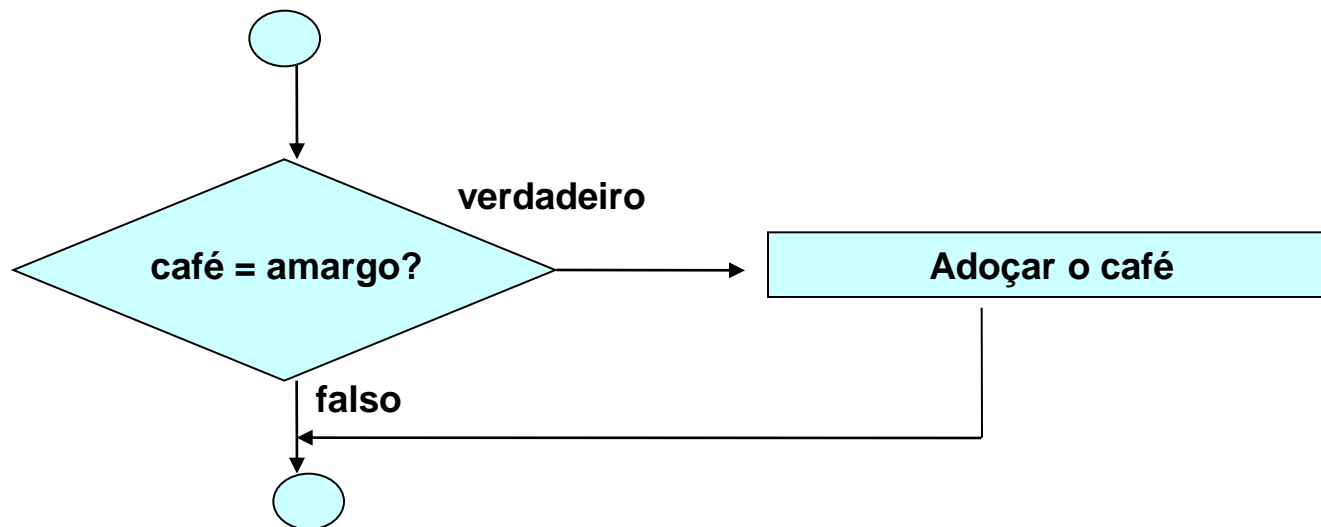 verdadeiro
café = amargo?
Adoçar o café
falso